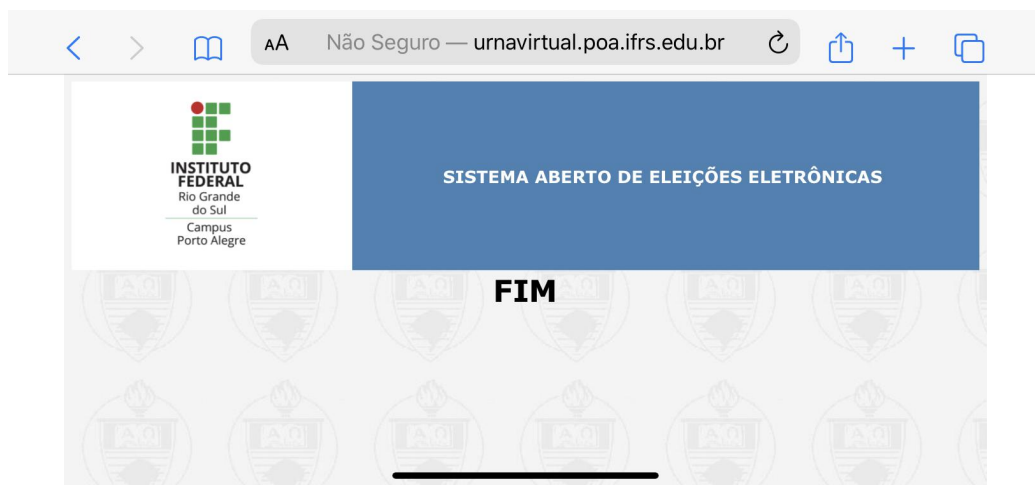 AA
Não Seguro — urnavirtual.poa.ifrs.edu.br
INSTITUTO
FEDERAL
Rio Grande
do Sul
Campus
Porto Alegre
SISTEMA ABERTO DE ELEIÇÕES ELETRÔNICAS
FIM